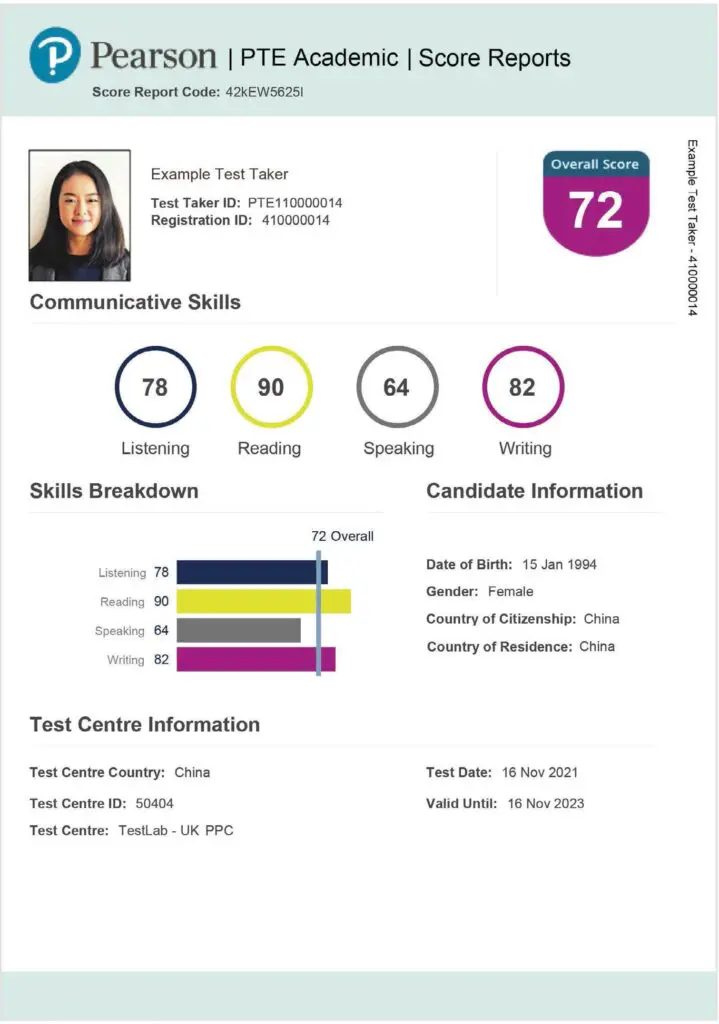 Pearson | PTE Academic | Score Reports
Score Report Code: 42kEW5625I
Example Test Taker
Test Taker ID: PTE110000014
Registration ID: 410000014
Overall Score
72
Example Test Taker - 410000014
Communicative Skills
78 90 64 82
Listening Reading Speaking Writing
Skills Breakdown
72 Overall
Listening 78
Reading 90
Speaking 64
Writing 82
Candidate Information
Date of Birth: 15 Jan 1994
Gender: Female
Country of Citizenship: China
Country of Residence: China
Test Centre Information
Test Centre Country: China
Test Centre ID: 50404
Test Centre: TestLab - UK PPC
Test Date: 16 Nov 2021
Valid Until: 16 Nov 2023